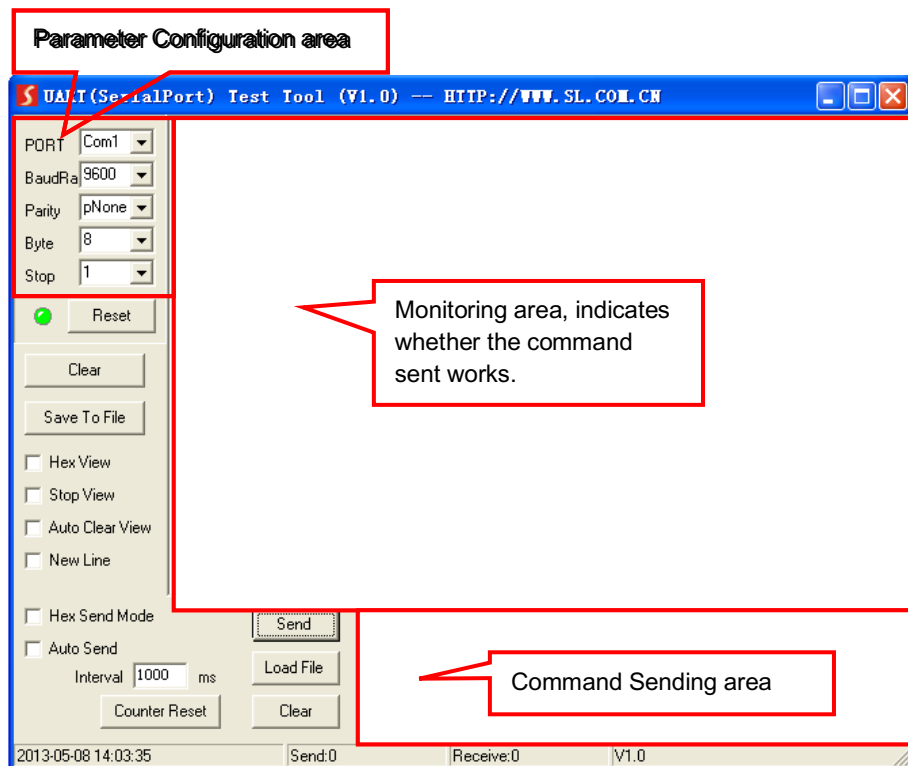 Parameter Configuration area
UART(SerialPort) Test Tool (V1.0) -- HTTP://WWW.SL.COM.CN
PORT Com1
BaudRa 9600
Parity pNone
Byte 8
Stop 1
Reset
Clear
Save To File
Hex View
Stop View
Auto Clear View
New Line
Monitoring area, indicates
whether the command
sent works.
Hex Send Mode
Send
Auto Send
Interval 1000 ms
Load File
Counter Reset
Clear
Command Sending area
2013-05-08 14:03:35 Send:0 Receive:0 V1.0